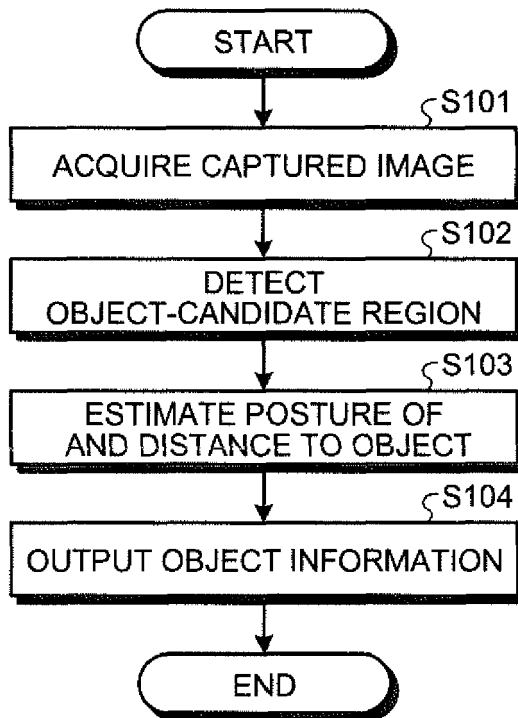 START
S101
ACQUIRE CAPTURED IMAGE
S102
DETECT
OBJECT-CANDIDATE REGION
S103
ESTIMATE POSTURE OF
AND DISTANCE TO OBJECT
S104
OUTPUT OBJECT INFORMATION
END